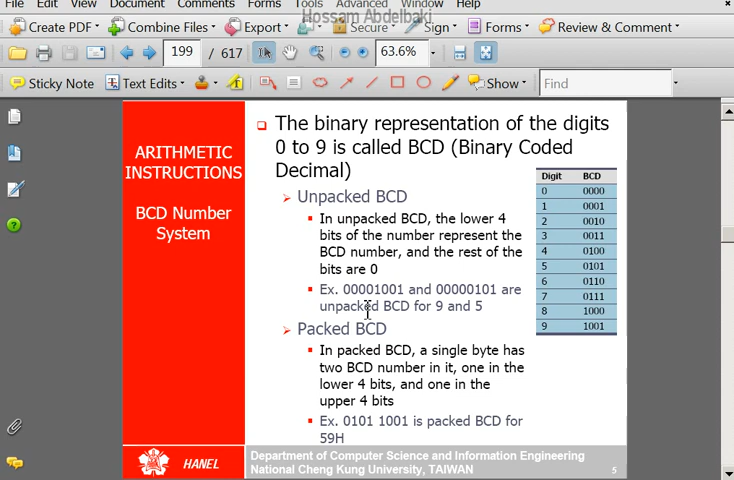 View Document Comments Forms Tools Advanced Window Help
Hossam Abdelbaki
Create PDF Combine Files Export Secure Sign Forms Review & Comment
199 / 617 63.6% Find
Sticky Note Text Edits Show
ARITHMETIC
INSTRUCTIONS
BCD Number
System
The binary representation of the digits
0 to 9 is called BCD (Binary Coded
Decimal)
Unpacked BCD
In unpacked BCD, the lower 4
bits of the number represent the
BCD number, and the rest of the
bits are 0
Ex. 00001001 and 00000101 are
unpacked BCD for 9 and 5
Packed BCD
In packed BCD, a single byte has
two BCD number in it, one in the
lower 4 bits, and one in the
upper 4 bits
Ex. 0101 1001 is packed BCD for
59H
Digit BCD
0 0000
1 0001
2 0010
3 0011
4 0100
5 0101
6 0110
7 0111
8 1000
9 1001
HANEL
Department of Computer Science and Information Engineering
National Cheng Kung University, TAIWAN
5